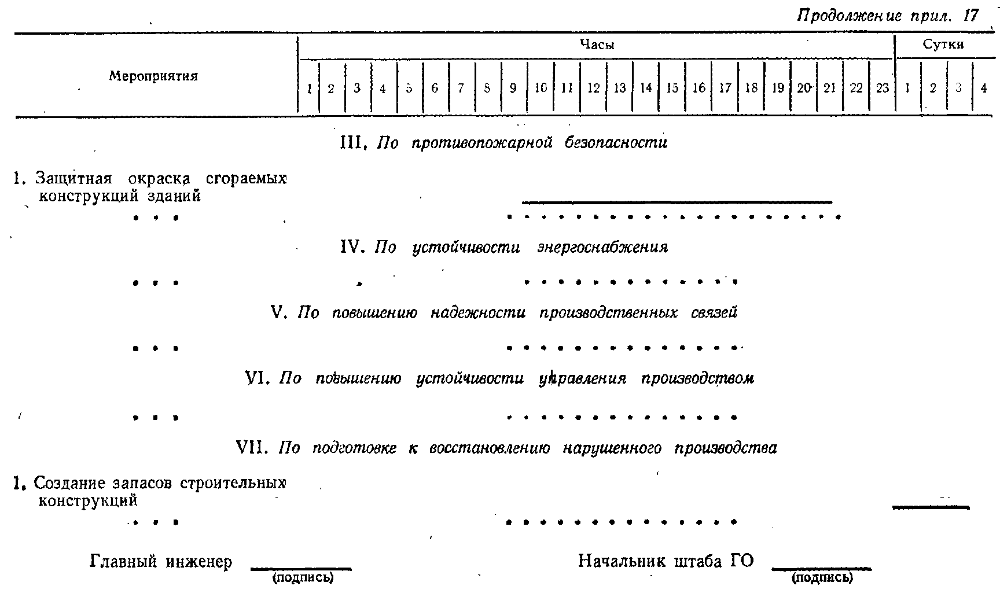 Продолжение прил. 17
Часы Сутки
Мероприятия
1 2 3 4 5 6 7 8 9 10 11 12 13 14 15 16 17 18 19 20 21 22 23 1 2 3 4
III. По противопожарной безопасности
1. Защитная окраска сгораемых
конструкций зданий
. . . . . . . . . . . . . . . . . . . . . . .
IV. По устойчивости энергоснабжения
. . . . . . . . . . . . . . . .
V. По повышению надежности производственных связей
. . . . . . . . . . . . . . . . .
VI. По повышению устойчивости управления производством
. . . . . . . . . . . . . . . . .
VII. По подготовке к восстановлению нарушенного производства
1. Создание запасов строительных
конструкций
. . . . . . . . . . . . . . . . .
Главный инженер Начальник штаба ГО
(подпись) (подпись)